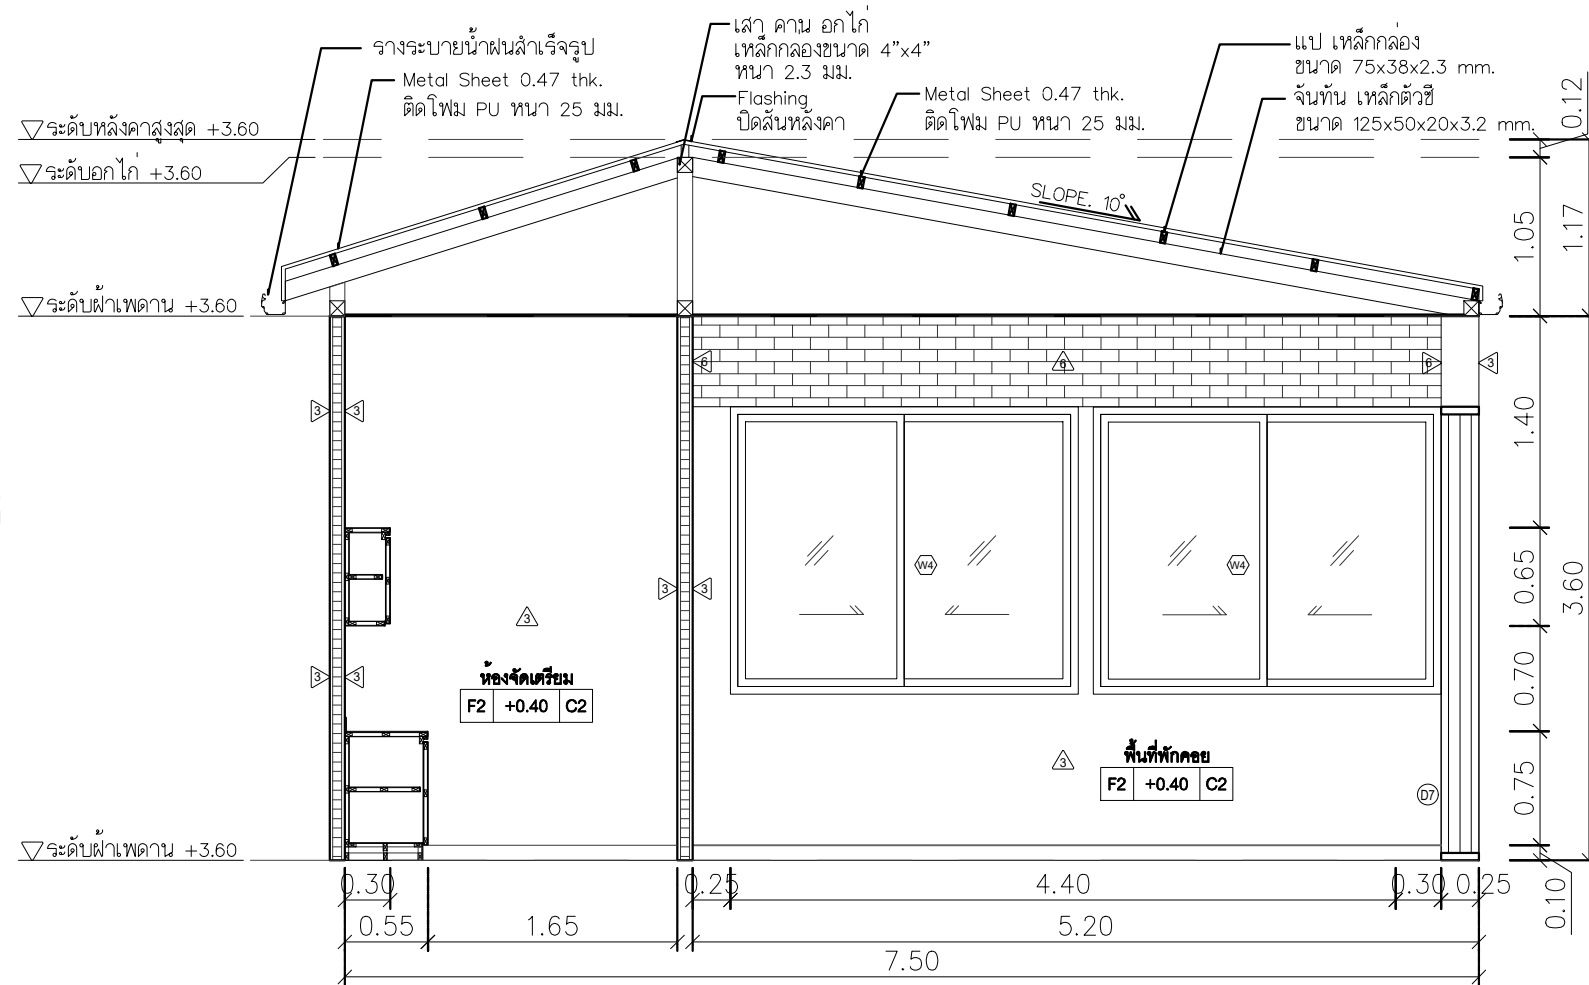 รางระบายน้ำฝนสำเร็จรูป
Metal Sheet 0.47 thk.
ติดโฟม PU หนา 25 มม.
เสา คาน อกไก่
เหล็กกล่องขนาด 4”x4”
หนา 2.3 มม.
Flashing
ปิดสันหลังคา
Metal Sheet 0.47 thk.
ติดโฟม PU หนา 25 มม.
แป เหล็กกล่อง
ขนาด 75x38x2.3 mm.
จันทัน เหล็กตัวซี
ขนาด 125x50x20x3.2 mm.
ระดับหลังคาสูงสุด +3.60
ระดับอกไก่ +3.60
SLOPE. 10°
ระดับฝ้าเพดาน +3.60
0.12
1.05
1.17
6
6
6
3
3
3
1.40
W4
W4
3
3
0.65
3.60
3
3
3
ห้องจัดเตรียม
F2 +0.40 C2
0.70
3
พื้นที่พักคอย
F2 +0.40 C2
D7
0.75
ระดับฝ้าเพดาน +3.60
0.10
0.30
0.25
4.40
0.30
0.25
0.55
1.65
5.20
7.50